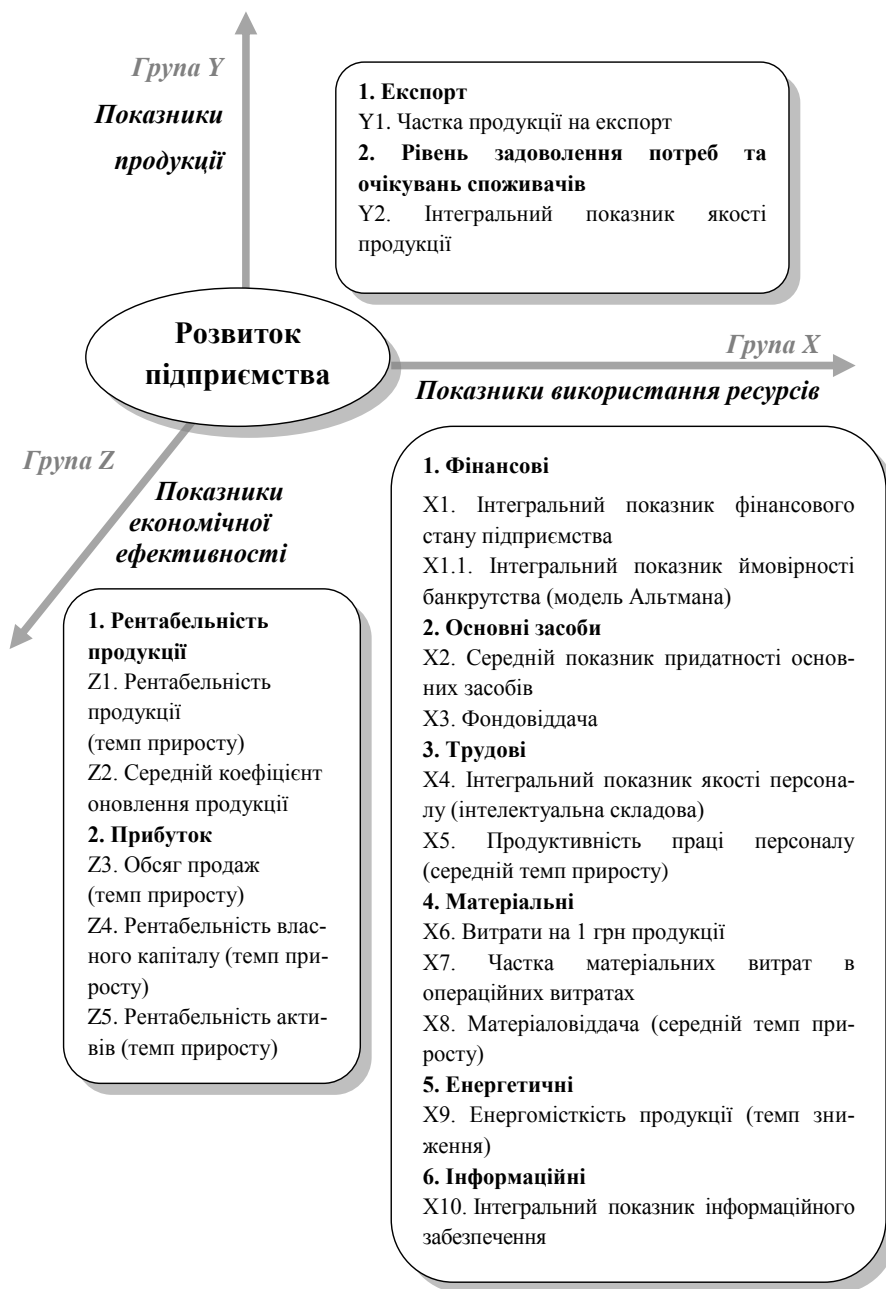 Група Y
Показники
продукції
1. Експорт
Y1. Частка продукції на експорт
2. Рівень задоволення потреб та
очікувань споживачів
Y2. Інтегральний показник якості
продукції
Розвиток
підприємства
Група X
Показники використання ресурсів
Група Z
Показники
економічної
ефективності
1. Рентабельність
продукції
Z1. Рентабельність
продукції
(темп приросту)
Z2. Середній коефіцієнт
оновлення продукції
2. Прибуток
Z3. Обсяг продаж
(темп приросту)
Z4. Рентабельність влас-
ного капіталу (темп при-
росту)
Z5. Рентабельність акти-
вів (темп приросту)
1. Фінансові
X1. Інтегральний показник фінансового
стану підприємства
X1.1. Інтегральний показник ймовірності
банкрутства (модель Альтмана)
2. Основні засоби
X2. Середній показник придатності основ-
них засобів
X3. Фондовіддача
3. Трудові
X4. Інтегральний показник якості персона-
лу (інтелектуальна складова)
X5. Продуктивність праці персоналу
(середній темп приросту)
4. Матеріальні
X6. Витрати на 1 грн продукції
X7. Частка матеріальних витрат в
операційних витратах
X8. Матеріаловіддача (середній темп при-
росту)
5. Енергетичні
X9. Енергомісткість продукції (темп зни-
ження)
6. Інформаційні
X10. Інтегральний показник інформаційного
забезпечення